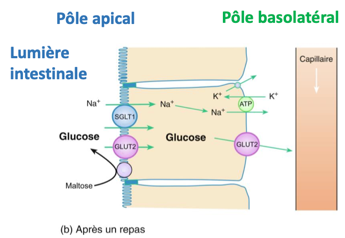 Pôle apical
Pôle basolatéral
Lumière
intestinale
Capillaire
K+
K+
Na+
Na+
ATP
Na+
SGLT1
Glucose
Glucose
GLUT2
GLUT2
Maltose
(b) Après un repas